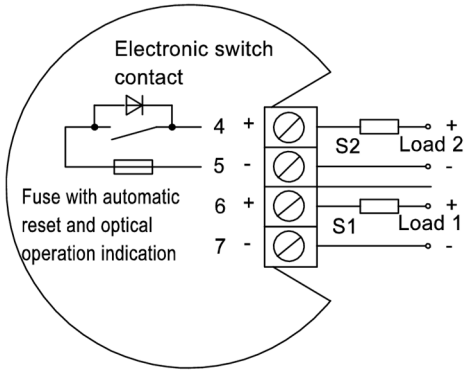 Electronic switch
contact
4 + +
S2 Load 2
5 - -
Fuse with automatic
reset and optical
operation indication
6 + +
S1 Load 1
7 - -